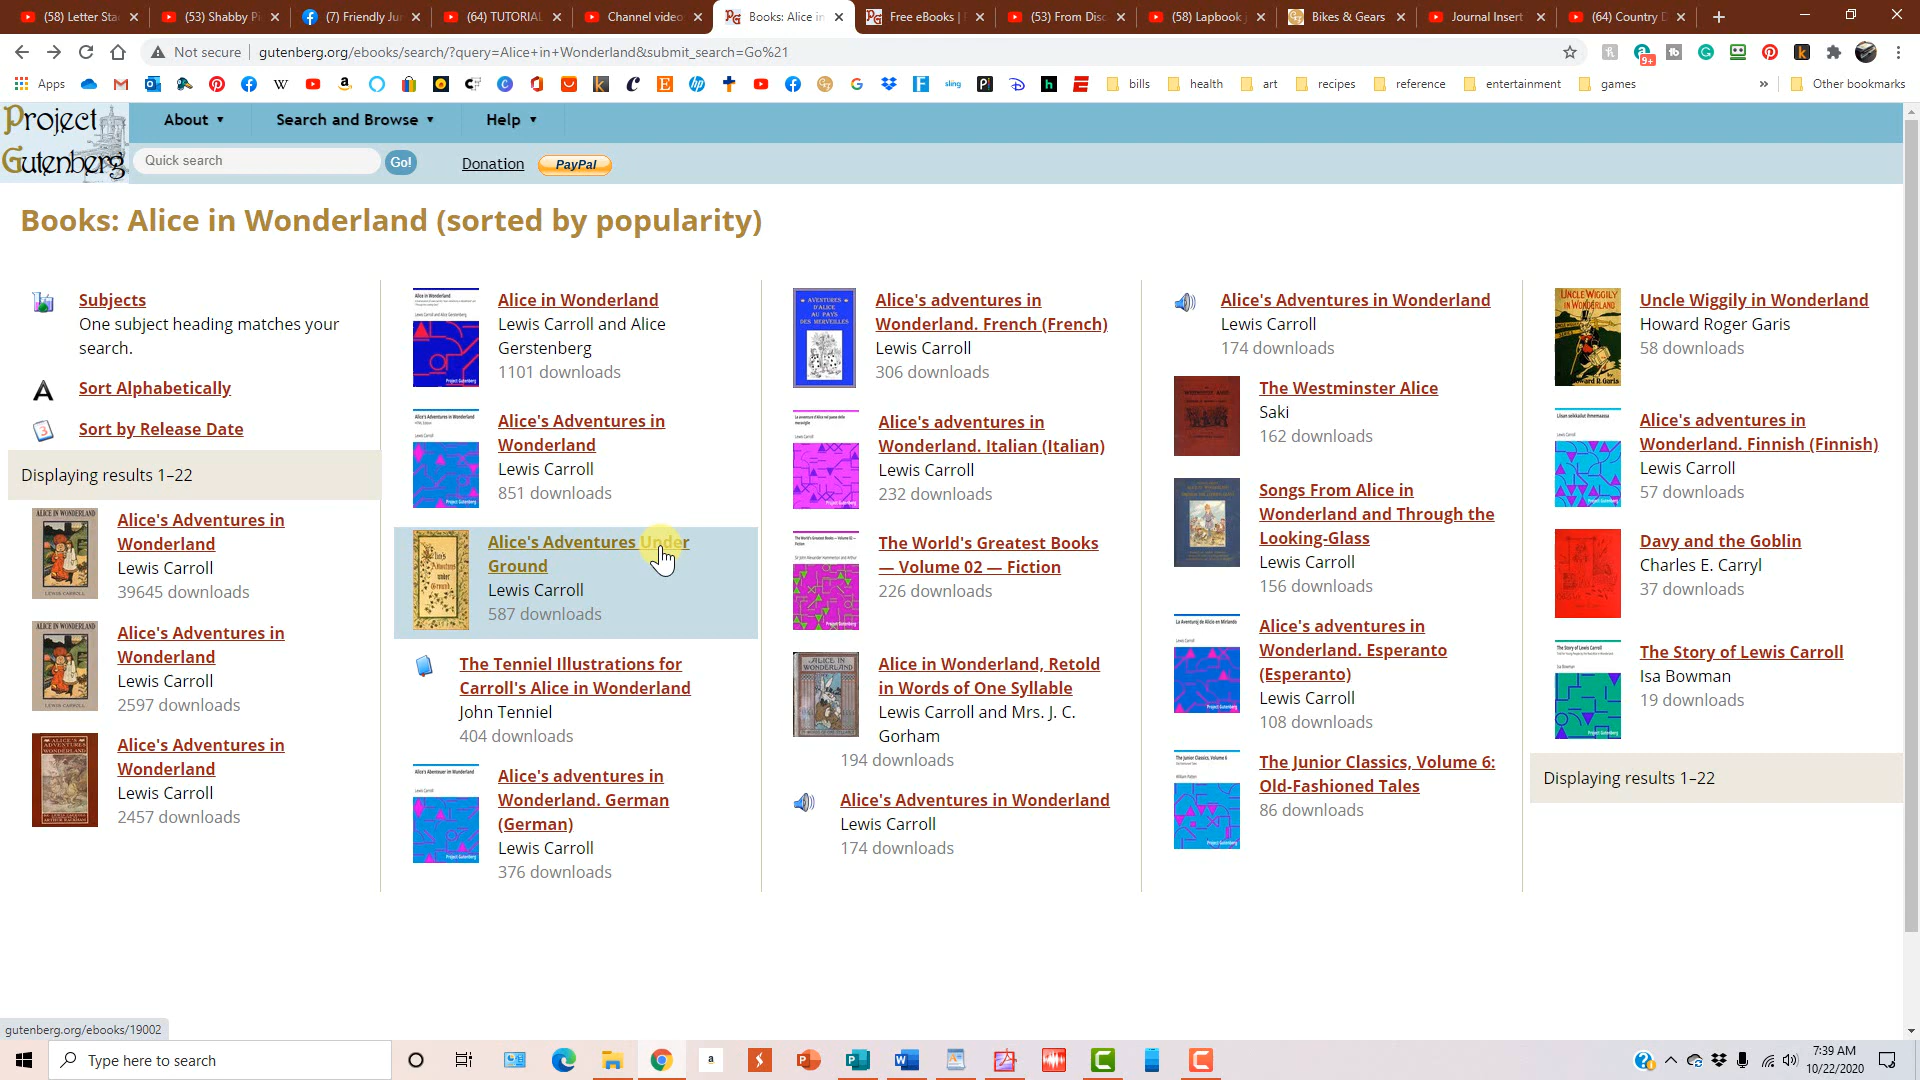 (58) Letter Sta
(53) Shabby P
(7) Friendly Ju
(64) TUTORIAL
Channel video
Books: Alice in
Free eBooks |
(53) From Disc
(58) Lapbook
Bikes & Gears
Journal Insert
(64) Country D
Not secure | gutenberg.org/ebooks/search/?query=Alice+in+Wonderland&submit_search=Go%21
Apps
bills
health
art
recipes
reference
entertainment
games
Other bookmarks
Project
Gutenberg
About
Search and Browse
Help
Quick search
Go!
Donation
PayPal
Books: Alice in Wonderland (sorted by popularity)
Subjects
One subject heading matches your
search.
Sort Alphabetically
Sort by Release Date
Displaying results 1–22
Alice's Adventures in
Wonderland
Lewis Carroll
39645 downloads
Alice's Adventures in
Wonderland
Lewis Carroll
2597 downloads
Alice's Adventures in
Wonderland
Lewis Carroll
2457 downloads
Alice in Wonderland
Lewis Carroll and Alice
Gerstenberg
1101 downloads
Alice's Adventures in
Wonderland
Lewis Carroll
851 downloads
Alice's Adventures Under
Ground
Lewis Carroll
587 downloads
The Tenniel Illustrations for
Carroll's Alice in Wonderland
John Tenniel
404 downloads
Alice's adventures in
Wonderland. German
(German)
Lewis Carroll
376 downloads
Alice's adventures in
Wonderland. French (French)
Lewis Carroll
306 downloads
Alice's adventures in
Wonderland. Italian (Italian)
Lewis Carroll
232 downloads
The World's Greatest Books
— Volume 02 — Fiction
226 downloads
Alice in Wonderland, Retold
in Words of One Syllable
Lewis Carroll and Mrs. J. C.
Gorham
194 downloads
Alice's Adventures in Wonderland
Lewis Carroll
174 downloads
Alice's Adventures in Wonderland
Lewis Carroll
174 downloads
The Westminster Alice
Saki
162 downloads
Songs From Alice in
Wonderland and Through the
Looking-Glass
Lewis Carroll
156 downloads
Alice's adventures in
Wonderland. Esperanto
(Esperanto)
Lewis Carroll
108 downloads
The Junior Classics, Volume 6:
Old-Fashioned Tales
86 downloads
Uncle Wiggily in Wonderland
Howard Roger Garis
58 downloads
Alice's adventures in
Wonderland. Finnish (Finnish)
Lewis Carroll
57 downloads
Davy and the Goblin
Charles E. Carryl
37 downloads
The Story of Lewis Carroll
Isa Bowman
19 downloads
Displaying results 1–22
gutenberg.org/ebooks/19002
Type here to search
7:39 AM
10/22/2020